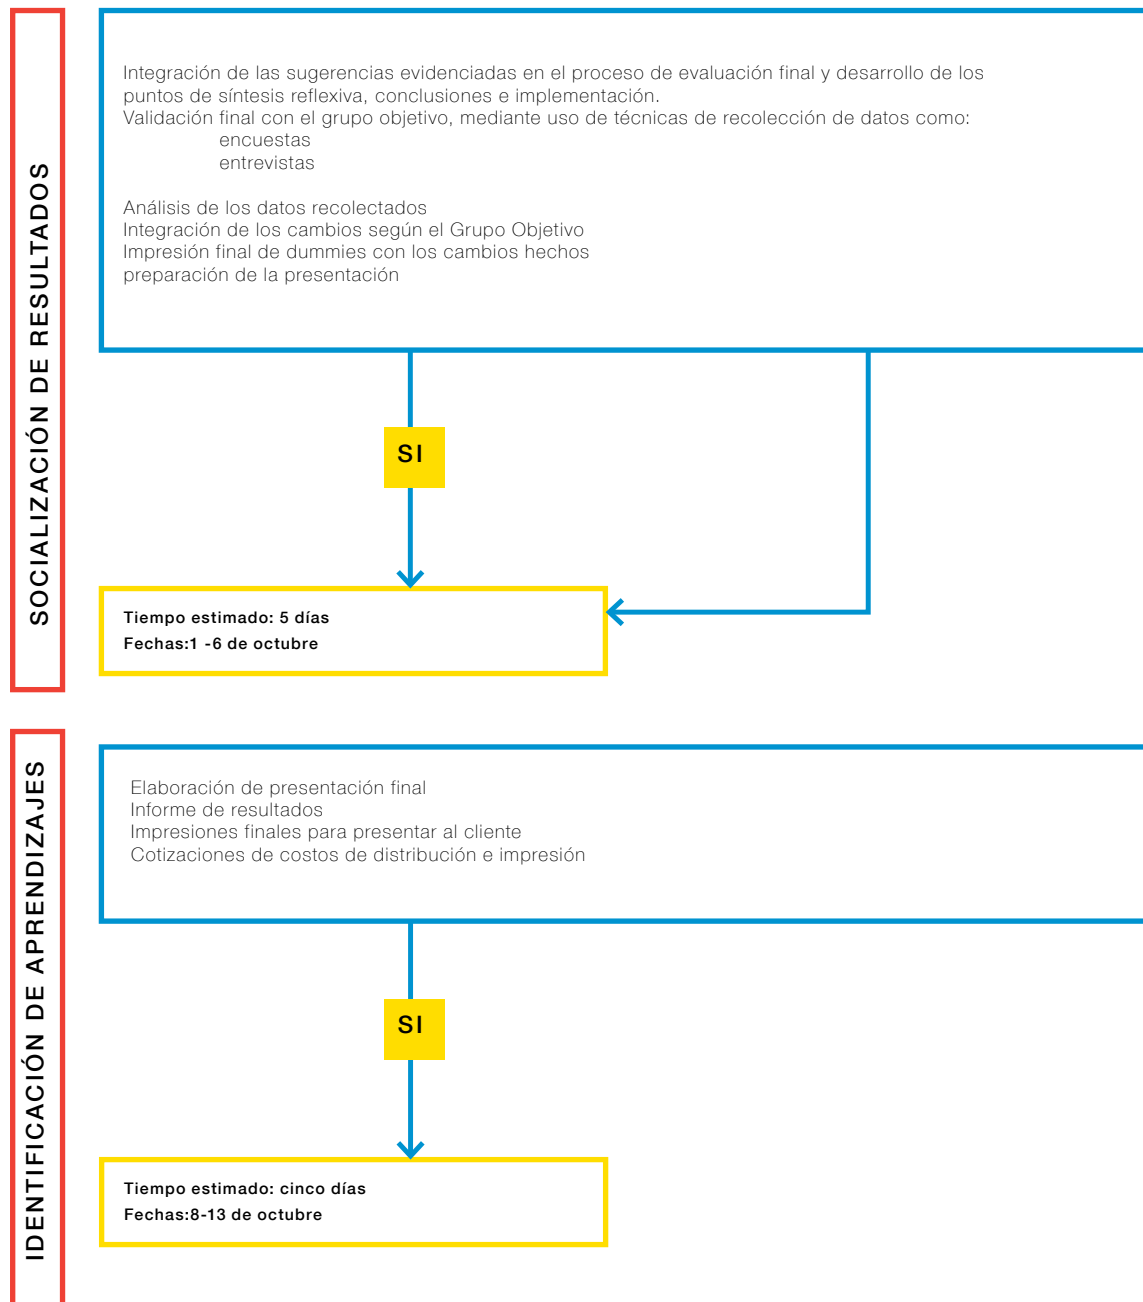 SOCIALIZACIÓN DE RESULTADOS
Integración de las sugerencias evidenciadas en el proceso de evaluación final y desarrollo de los
puntos de síntesis reflexiva, conclusiones e implementación.
Validación final con el grupo objetivo, mediante uso de técnicas de recolección de datos como:
encuestas
entrevistas
Análisis de los datos recolectados
Integración de los cambios según el Grupo Objetivo
Impresión final de dummies con los cambios hechos
preparación de la presentación
SI
Tiempo estimado: 5 días
Fechas:1 -6 de octubre
IDENTIFICACIÓN DE APRENDIZAJES
Elaboración de presentación final
Informe de resultados
Impresiones finales para presentar al cliente
Cotizaciones de costos de distribución e impresión
SI
Tiempo estimado: cinco días
Fechas:8-13 de octubre